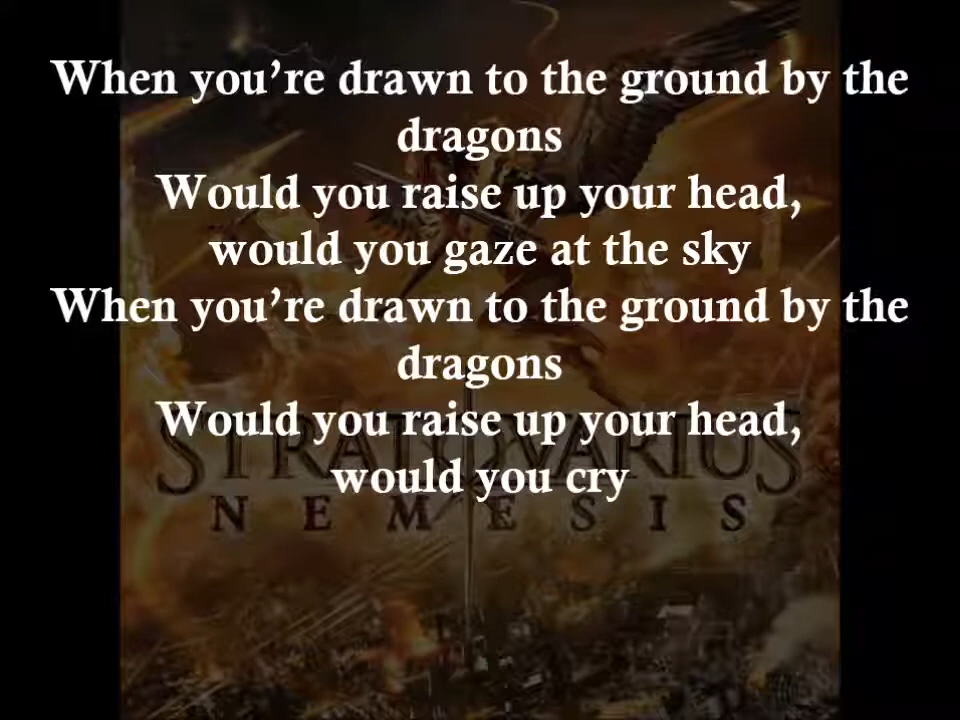 When you’re drawn to the ground by the
dragons
Would you raise up your head,
would you gaze at the sky
When you’re drawn to the ground by the
dragons
Would you raise up your head,
would you cry
STRATOVARIUS
NEMESIS